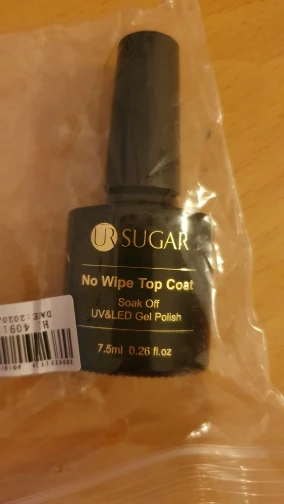 UR SUGAR
No Wipe Top Coat
Soak Off
UV&LED Gel Polish
7.5ml 0.26 fl.oz